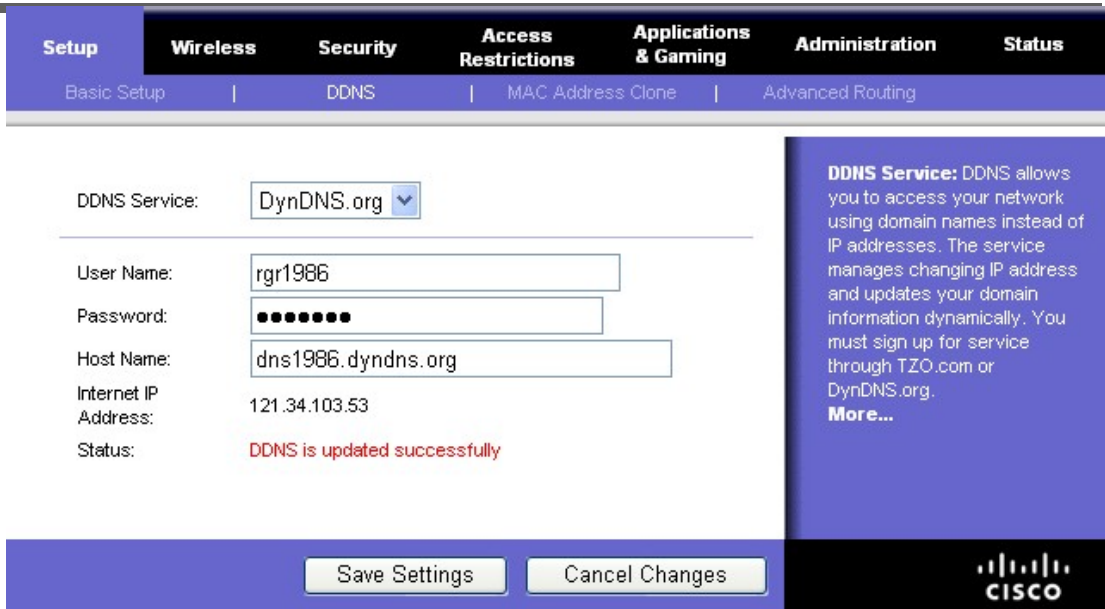 Setup Wireless Security Access Restrictions Applications & Gaming Administration Status
Basic Setup | DDNS | MAC Address Clone | Advanced Routing
DDNS Service: DynDNS.org
User Name: rgr1986
Password: ●●●●●●●
Host Name: dns1986.dyndns.org
Internet IP
Address: 121.34.103.53
Status: DDNS is updated successfully
DDNS Service: DDNS allows
you to access your network
using domain names instead of
IP addresses. The service
manages changing IP address
and updates your domain
information dynamically. You
must sign up for service
through TZO.com or
DynDNS.org.
More...
Save Settings Cancel Changes
CISCO